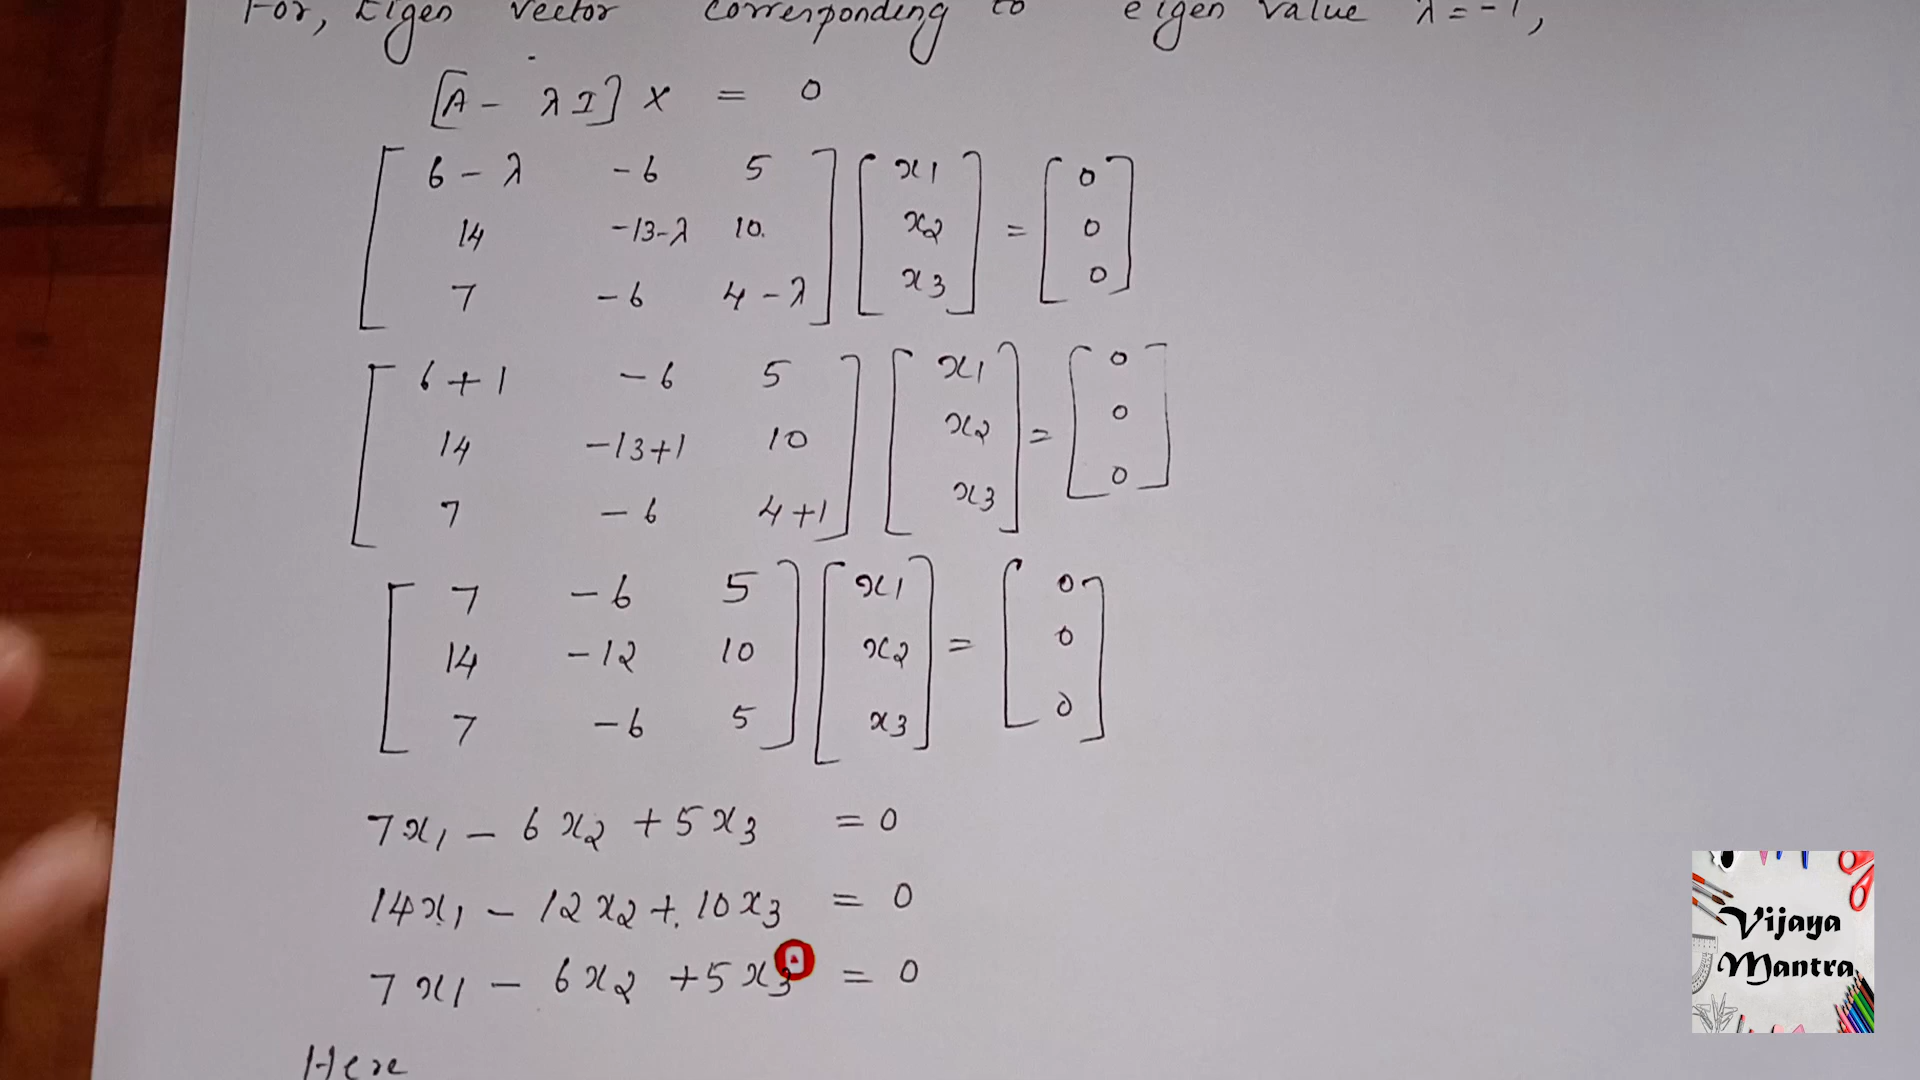 For, Eigen vector corresponding to eigen value λ = -1,
[A - λI] X = 0
[6-λ -6 5] [x1] [0]
[14 -13-λ 10] [x2] = [0]
[7 -6 4-λ] [x3] [0]
[6+1 -6 5] [x1] [0]
[14 -13+1 10] [x2] = [0]
[7 -6 4+1] [x3] [0]
[7 -6 5] [x1] [0]
[14 -12 10] [x2] = [0]
[7 -6 5] [x3] [0]
7x1 - 6x2 + 5x3 = 0
14x1 - 12x2 + 10x3 = 0
7x1 - 6x2 + 5x3 = 0
Here
Vijaya
Mantra